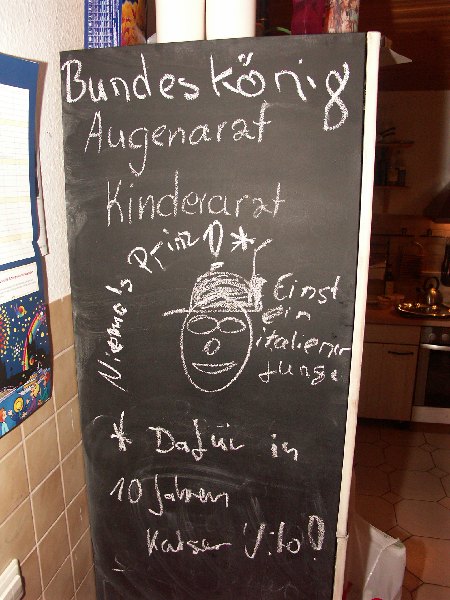 Bundeskönig
Augenarzt
Kinderarzt
Niemals Prinz! *
Einst
ein
italiener
Junge
* Dafür in
10 Jahren
Kaiser Vito!